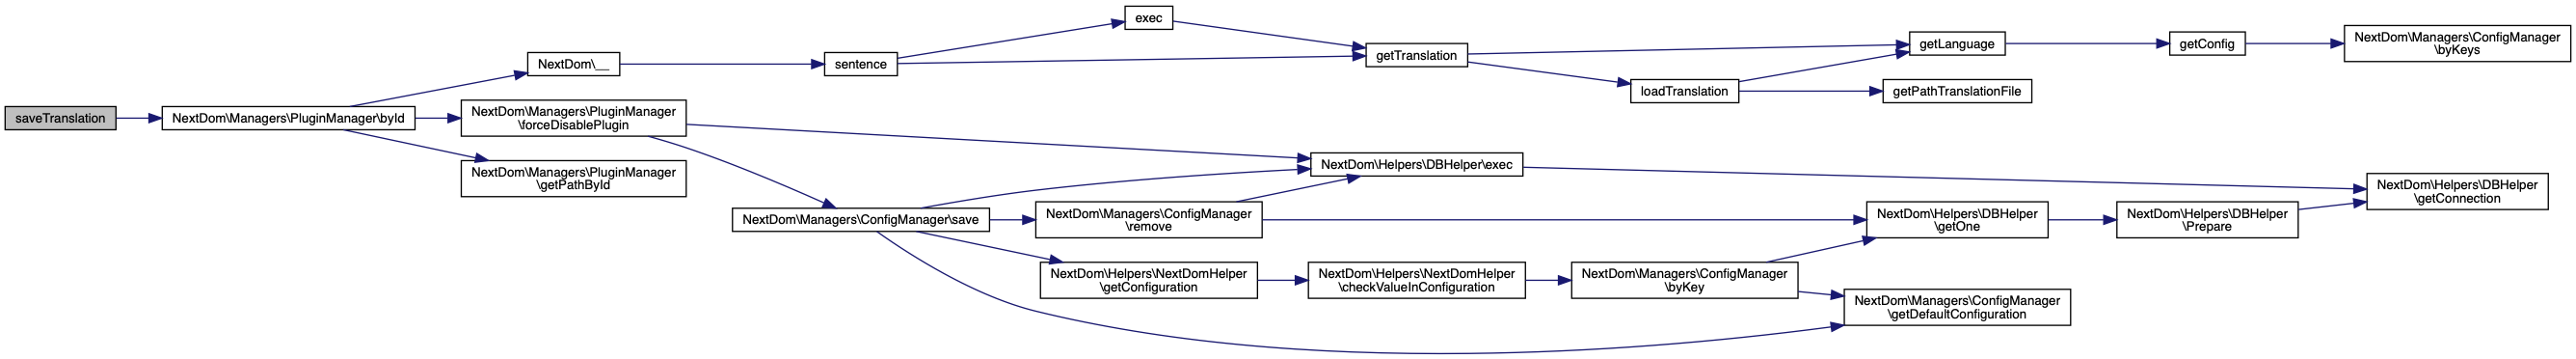 saveTranslation
NextDom\Managers\PluginManager\byId
NextDom\__
NextDom\Managers\PluginManager
\forceDisablePlugin
NextDom\Managers\PluginManager
\getPathById
sentence
exec
getTranslation
getLanguage
loadTranslation
getPathTranslationFile
getConfig
NextDom\Managers\ConfigManager
\byKeys
NextDom\Managers\ConfigManager\save
NextDom\Helpers\DBHelper\exec
NextDom\Managers\ConfigManager
\remove
NextDom\Helpers\NextDomHelper
\getConfiguration
NextDom\Helpers\NextDomHelper
\checkValueInConfiguration
NextDom\Managers\ConfigManager
\byKey
NextDom\Helpers\DBHelper
\getOne
NextDom\Managers\ConfigManager
\getDefaultConfiguration
NextDom\Helpers\DBHelper
\Prepare
NextDom\Helpers\DBHelper
\getConnection